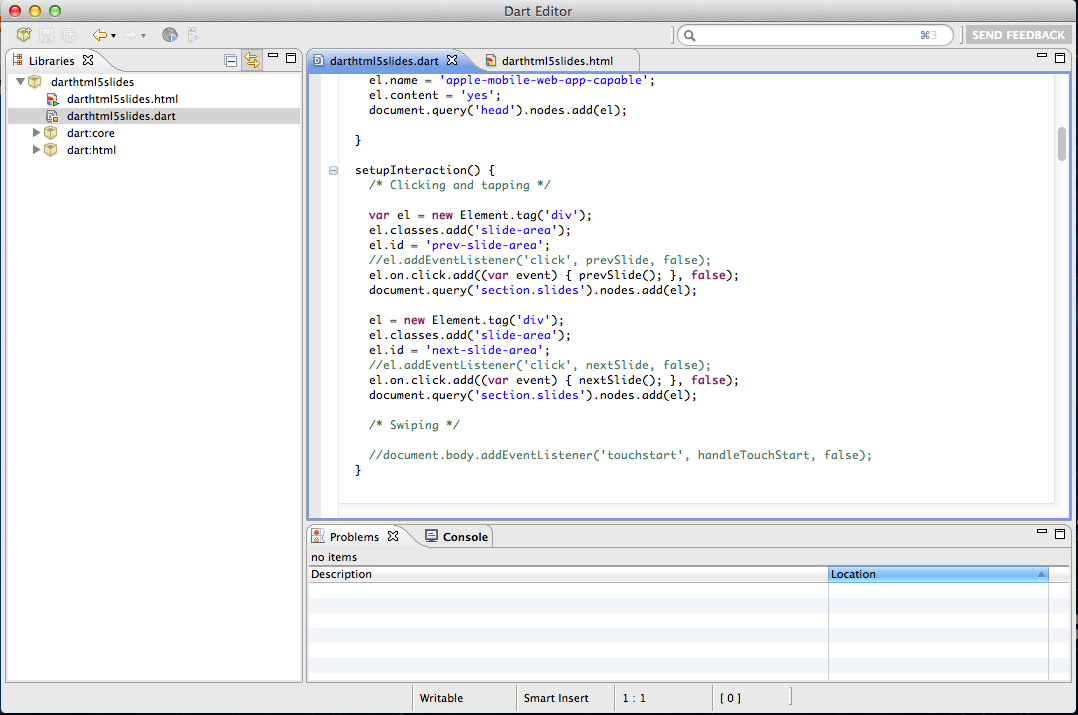 Dart Editor
⌘3
SEND FEEDBACK
Libraries
darthtml5slides
darthtml5slides.html
darthtml5slides.dart
dart:core
dart:html
darthtml5slides.dart
darthtml5slides.html
el.name = 'apple-mobile-web-app-capable';
el.content = 'yes';
document.query('head').nodes.add(el);
}
setupInteraction() {
/* Clicking and tapping */
var el = new Element.tag('div');
el.classes.add('slide-area');
el.id = 'prev-slide-area';
//el.addEventListener('click', prevSlide, false);
el.on.click.add((var event) { prevSlide(); }, false);
document.query('section.slides').nodes.add(el);
el = new Element.tag('div');
el.classes.add('slide-area');
el.id = 'next-slide-area';
//el.addEventListener('click', nextSlide, false);
el.on.click.add((var event) { nextSlide(); }, false);
document.query('section.slides').nodes.add(el);
/* Swiping */
//document.body.addEventListener('touchstart', handleTouchStart, false);
}
Problems
Console
no items
Description
Location
Writable
Smart Insert
1 : 1
[ 0 ]